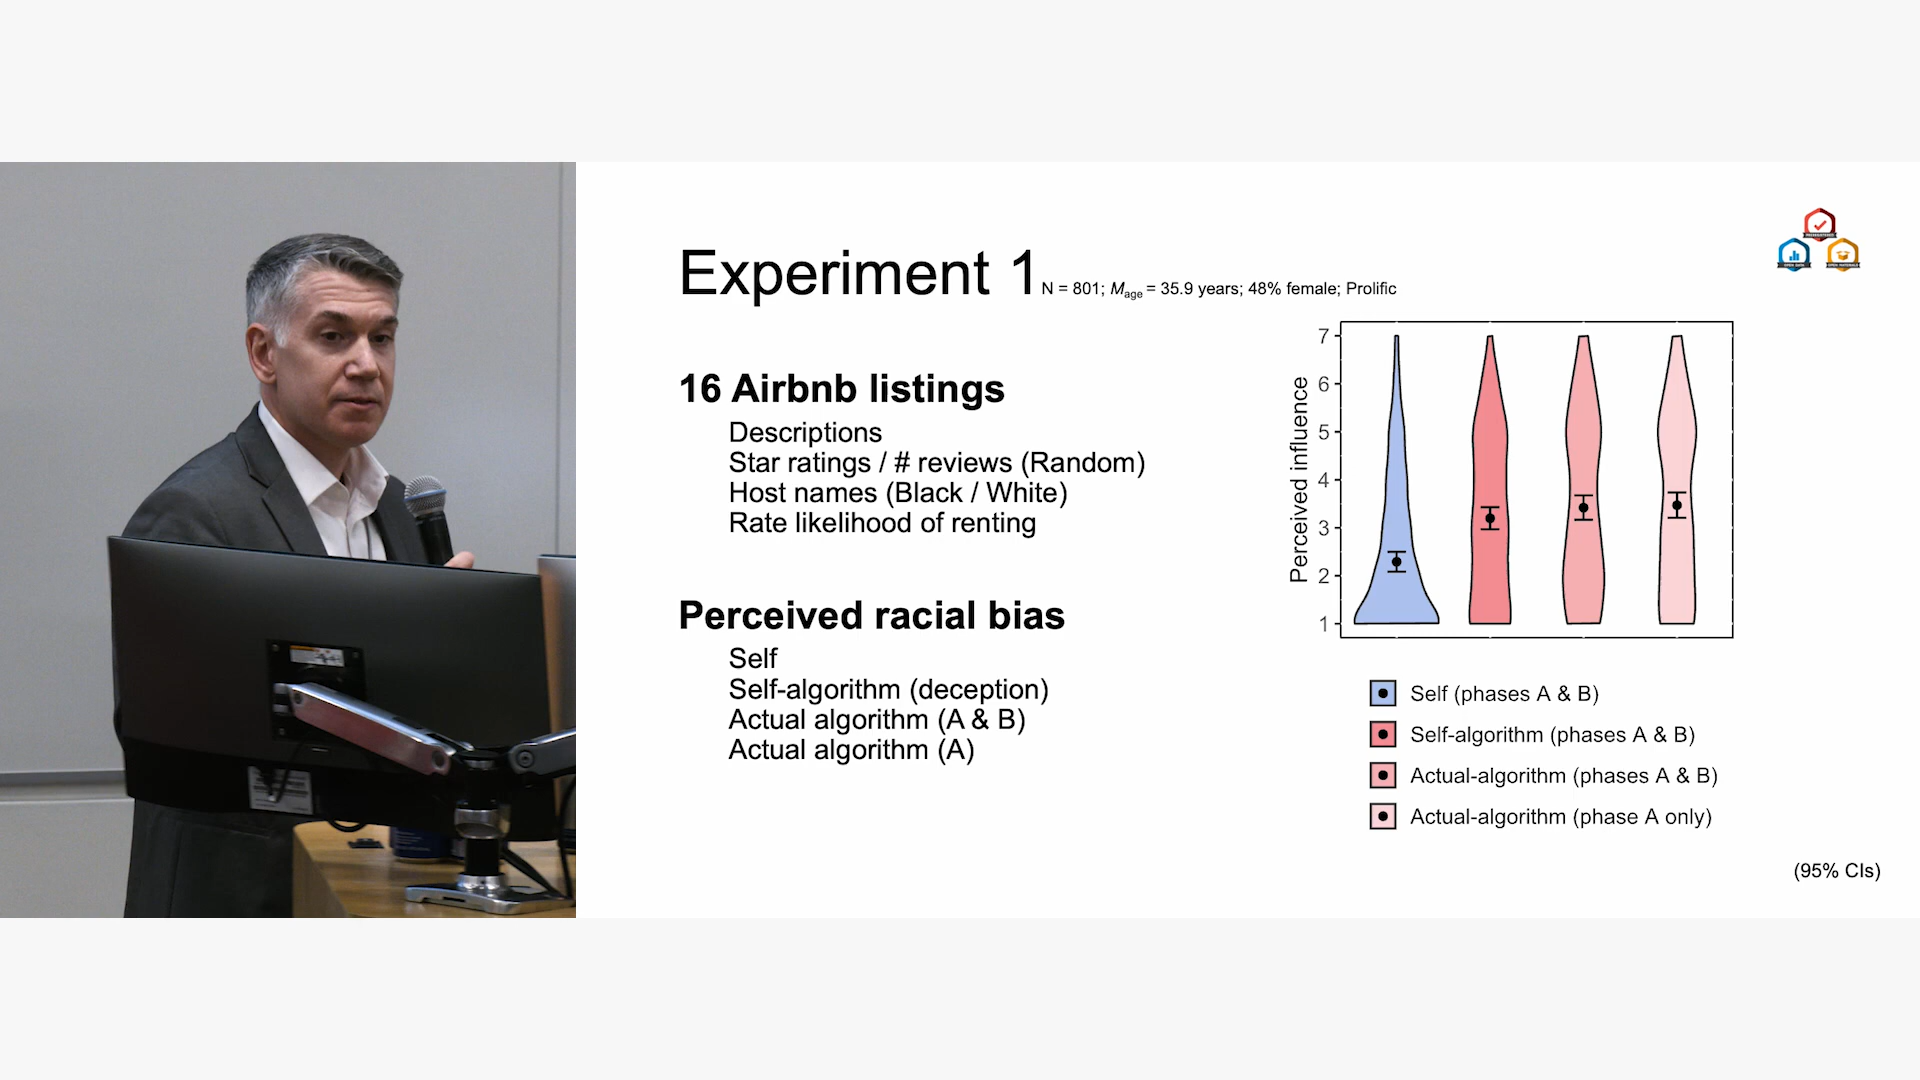 Experiment 1 N = 801; Mage = 35.9 years; 48% female; Prolific
16 Airbnb listings
Descriptions
Star ratings / # reviews (Random)
Host names (Black / White)
Rate likelihood of renting
Perceived racial bias
Self
Self-algorithm (deception)
Actual algorithm (A & B)
Actual algorithm (A)
Perceived influence
7
6
5
4
3
2
1
Self (phases A & B)
Self-algorithm (phases A & B)
Actual-algorithm (phases A & B)
Actual-algorithm (phase A only)
(95% CIs)